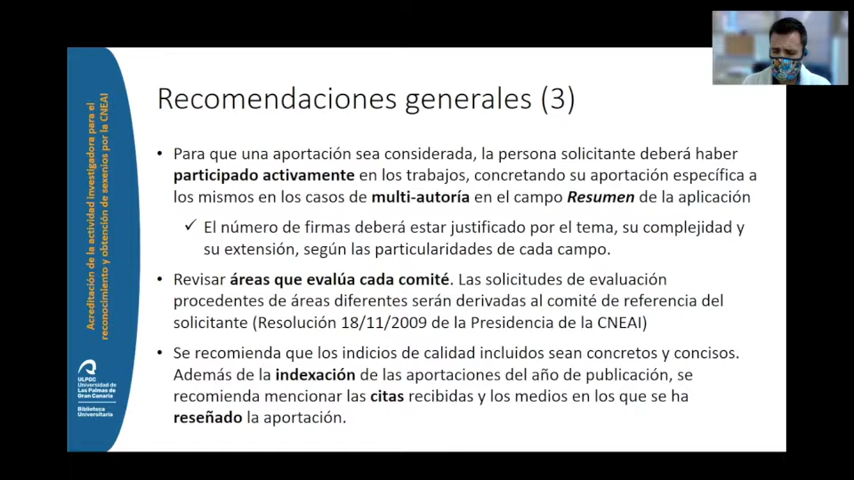 Recomendaciones generales (3)
• Para que una aportación sea considerada, la persona solicitante deberá haber
participado activamente en los trabajos, concretando su aportación específica a
los mismos en los casos de multi-autoría en el campo Resumen de la aplicación
✓ El número de firmas deberá estar justificado por el tema, su complejidad y
su extensión, según las particularidades de cada campo.
• Revisar áreas que evalúa cada comité. Las solicitudes de evaluación
procedentes de áreas diferentes serán derivadas al comité de referencia del
solicitante (Resolución 18/11/2009 de la Presidencia de la CNEAI)
• Se recomienda que los indicios de calidad incluidos sean concretos y concisos.
Además de la indexación de las aportaciones del año de publicación, se
recomienda mencionar las citas recibidas y los medios en los que se ha
reseñado la aportación.
Acreditación de la actividad investigadora para el
reconocimiento y obtención de sexenios por la CNEAI
ULPGC
Universidad de
Las Palmas de
Gran Canaria
Biblioteca
Universitaria